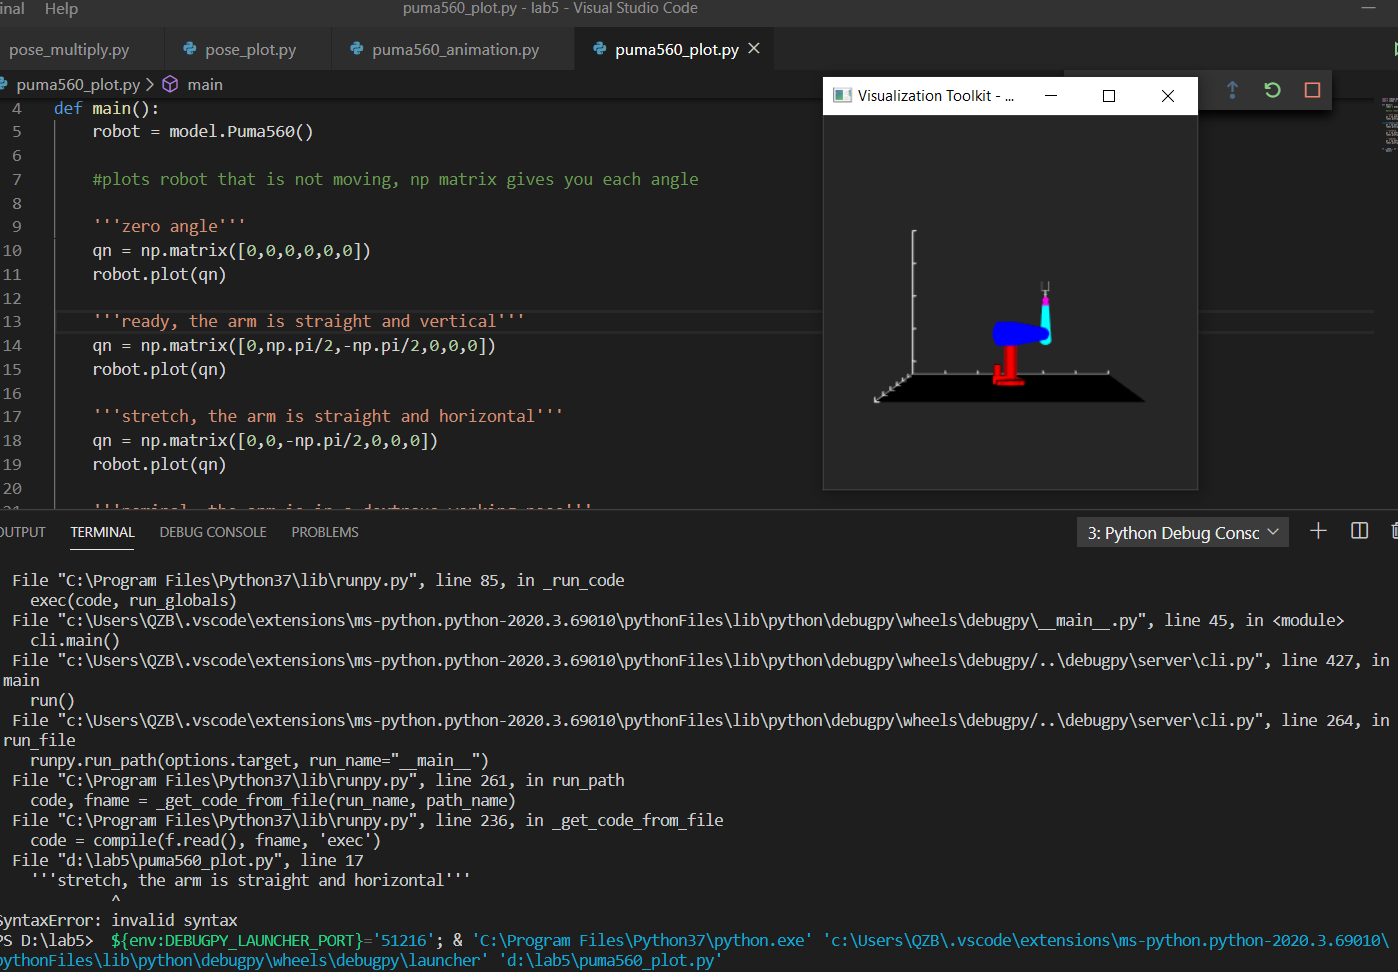 inal Help puma560_plot.py - lab5 - Visual Studio Code
pose_multiply.py pose_plot.py puma560_animation.py puma560_plot.py
puma560_plot.py > main
Visualization Toolkit - ...
4 def main():
5 robot = model.Puma560()
6
7 #plots robot that is not moving, np matrix gives you each angle
8
9 '''zero angle'''
10 qn = np.matrix([0,0,0,0,0,0])
11 robot.plot(qn)
12
13 '''ready, the arm is straight and vertical'''
14 qn = np.matrix([0,np.pi/2,-np.pi/2,0,0,0])
15 robot.plot(qn)
16
17 '''stretch, the arm is straight and horizontal'''
18 qn = np.matrix([0,0,-np.pi/2,0,0,0])
19 robot.plot(qn)
20
OUTPUT TERMINAL DEBUG CONSOLE PROBLEMS 3: Python Debug Consc
File "C:\Program Files\Python37\lib\runpy.py", line 85, in _run_code
exec(code, run_globals)
File "c:\Users\QZB\.vscode\extensions\ms-python.python-2020.3.69010\pythonFiles\lib\python\debugpy\wheels\debugpy\__main__.py", line 45, in <module>
cli.main()
File "c:\Users\QZB\.vscode\extensions\ms-python.python-2020.3.69010\pythonFiles\lib\python\debugpy\wheels\debugpy/..\debugpy\server\cli.py", line 427, in
main
run()
File "c:\Users\QZB\.vscode\extensions\ms-python.python-2020.3.69010\pythonFiles\lib\python\debugpy\wheels\debugpy/..\debugpy\server\cli.py", line 264, in
run_file
runpy.run_path(options.target, run_name="__main__")
File "C:\Program Files\Python37\lib\runpy.py", line 261, in run_path
code, fname = _get_code_from_file(run_name, path_name)
File "C:\Program Files\Python37\lib\runpy.py", line 236, in _get_code_from_file
code = compile(f.read(), fname, 'exec')
File "d:\lab5\puma560_plot.py", line 17
'''stretch, the arm is straight and horizontal'''
^
SyntaxError: invalid syntax
PS D:\lab5> ${env:DEBUGPY_LAUNCHER_PORT}='51216'; & 'C:\Program Files\Python37\python.exe' 'c:\Users\QZB\.vscode\extensions\ms-python.python-2020.3.69010\
pythonFiles\lib\python\debugpy\wheels\debugpy\launcher' 'd:\lab5\puma560_plot.py'